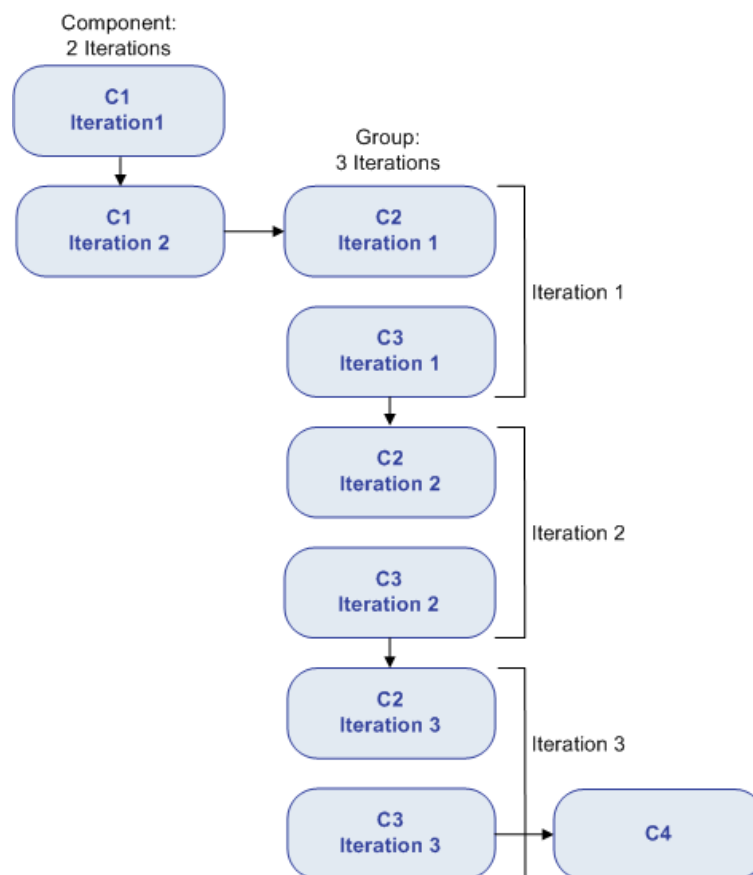 Component:
2 Iterations
C1
Iteration1
Group:
3 Iterations
C1
Iteration 2
C2
Iteration 1
Iteration 1
C3
Iteration 1
C2
Iteration 2
Iteration 2
C3
Iteration 2
C2
Iteration 3
Iteration 3
C3
Iteration 3
C4